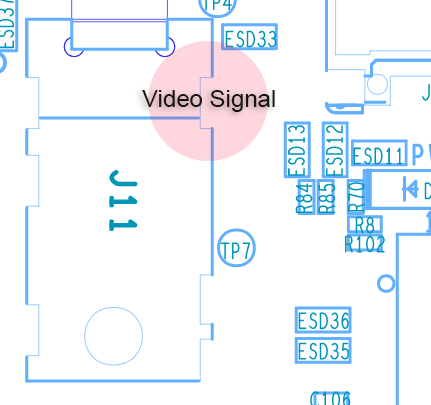 TP4
ESD37
ESD33
Video Signal
J
ESD13
ESD12
ESD11
PW
J11
R84
R85
R70
D
R8
R102
TP7
ESD36
ESD35
C106